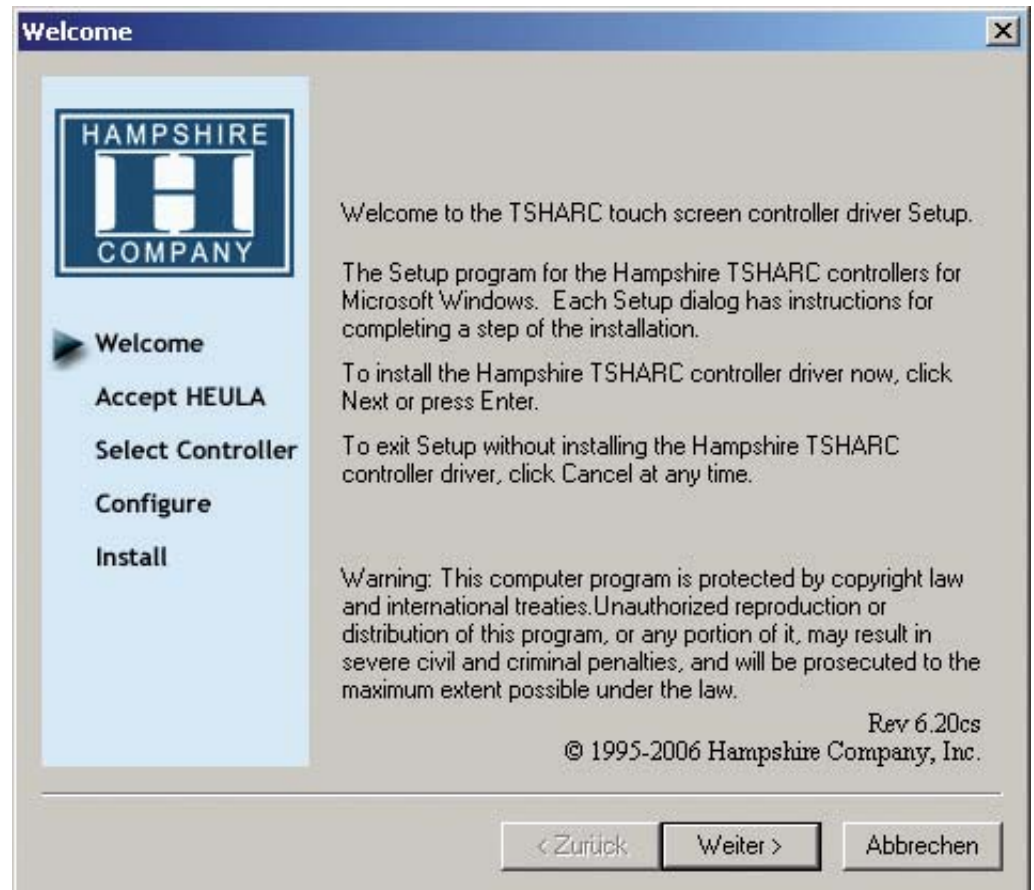 Welcome
HAMPSHIRE
COMPANY
Welcome
Accept HEULA
Select Controller
Configure
Install
Welcome to the TSHARC touch screen controller driver Setup.
The Setup program for the Hampshire TSHARC controllers for
Microsoft Windows.  Each Setup dialog has instructions for
completing a step of the installation.
To install the Hampshire TSHARC controller driver now, click
Next or press Enter.
To exit Setup without installing the Hampshire TSHARC
controller driver, click Cancel at any time.
Warning: This computer program is protected by copyright law
and international treaties.Unauthorized reproduction or
distribution of this program, or any portion of it, may result in
severe civil and criminal penalties, and will be prosecuted to the
maximum extent possible under the law.
Rev 6.20cs
© 1995-2006 Hampshire Company, Inc.
< Zurück
Weiter >
Abbrechen